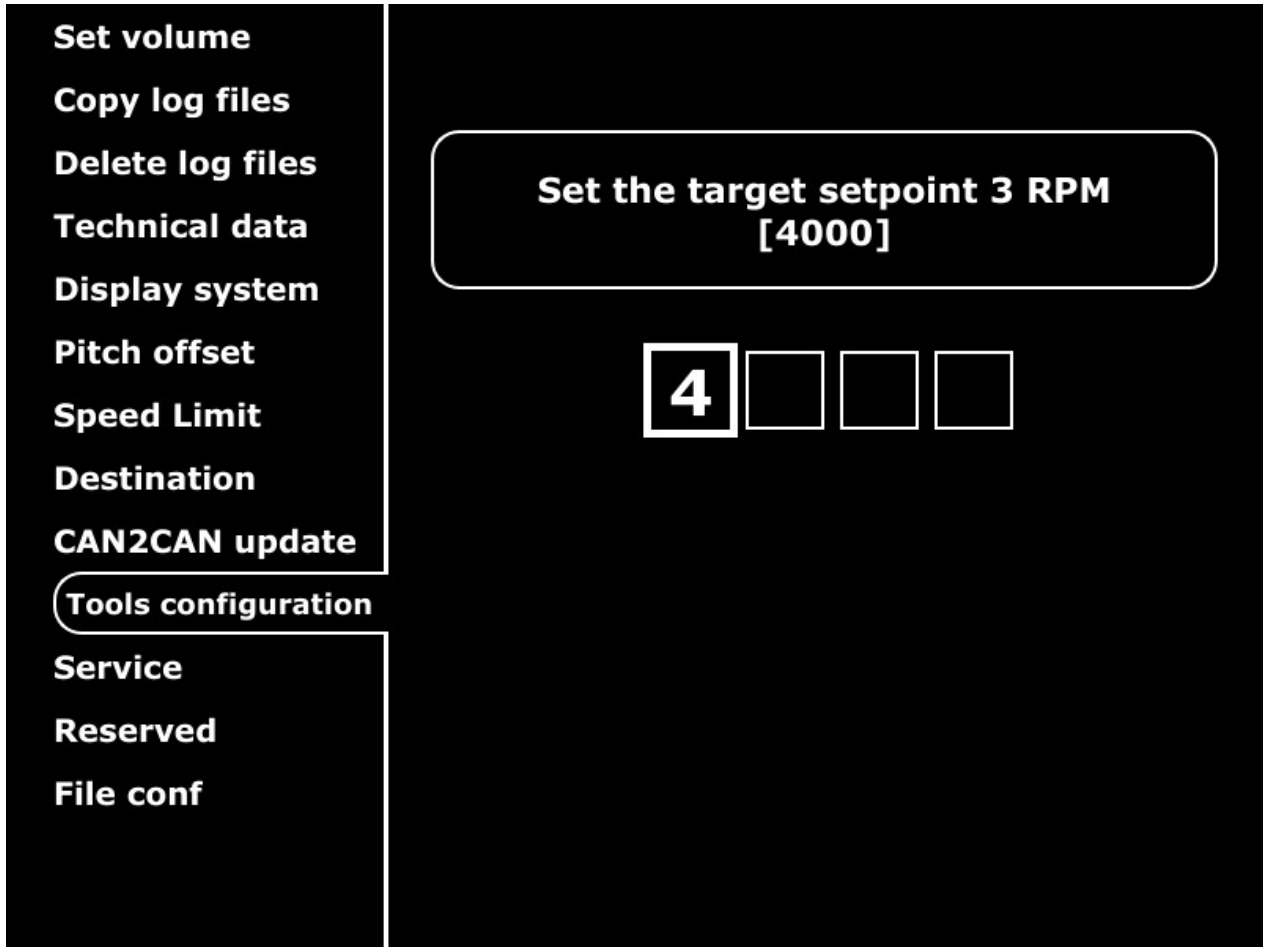 Set volume
Copy log files
Delete log files
Technical data
Display system
Pitch offset
Speed Limit
Destination
CAN2CAN update
Tools configuration
Service
Reserved
File conf
Set the target setpoint 3 RPM
[4000]
4